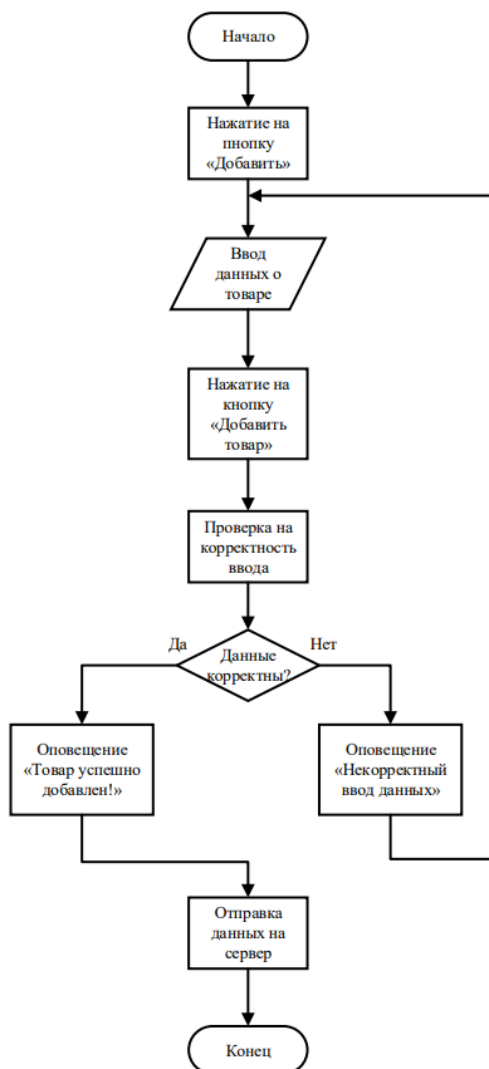 Начало
Нажатие на
пнопку
«Добавить»
Ввод
данных о
товаре
Нажатие на
кнопку
«Добавить
товар»
Проверка на
корректность
ввода
Да
Данные
корректны?
Нет
Оповещение
«Товар успешно
добавлен!»
Оповещение
«Некорректный
ввод данных»
Отправка
данных на
сервер
Конец